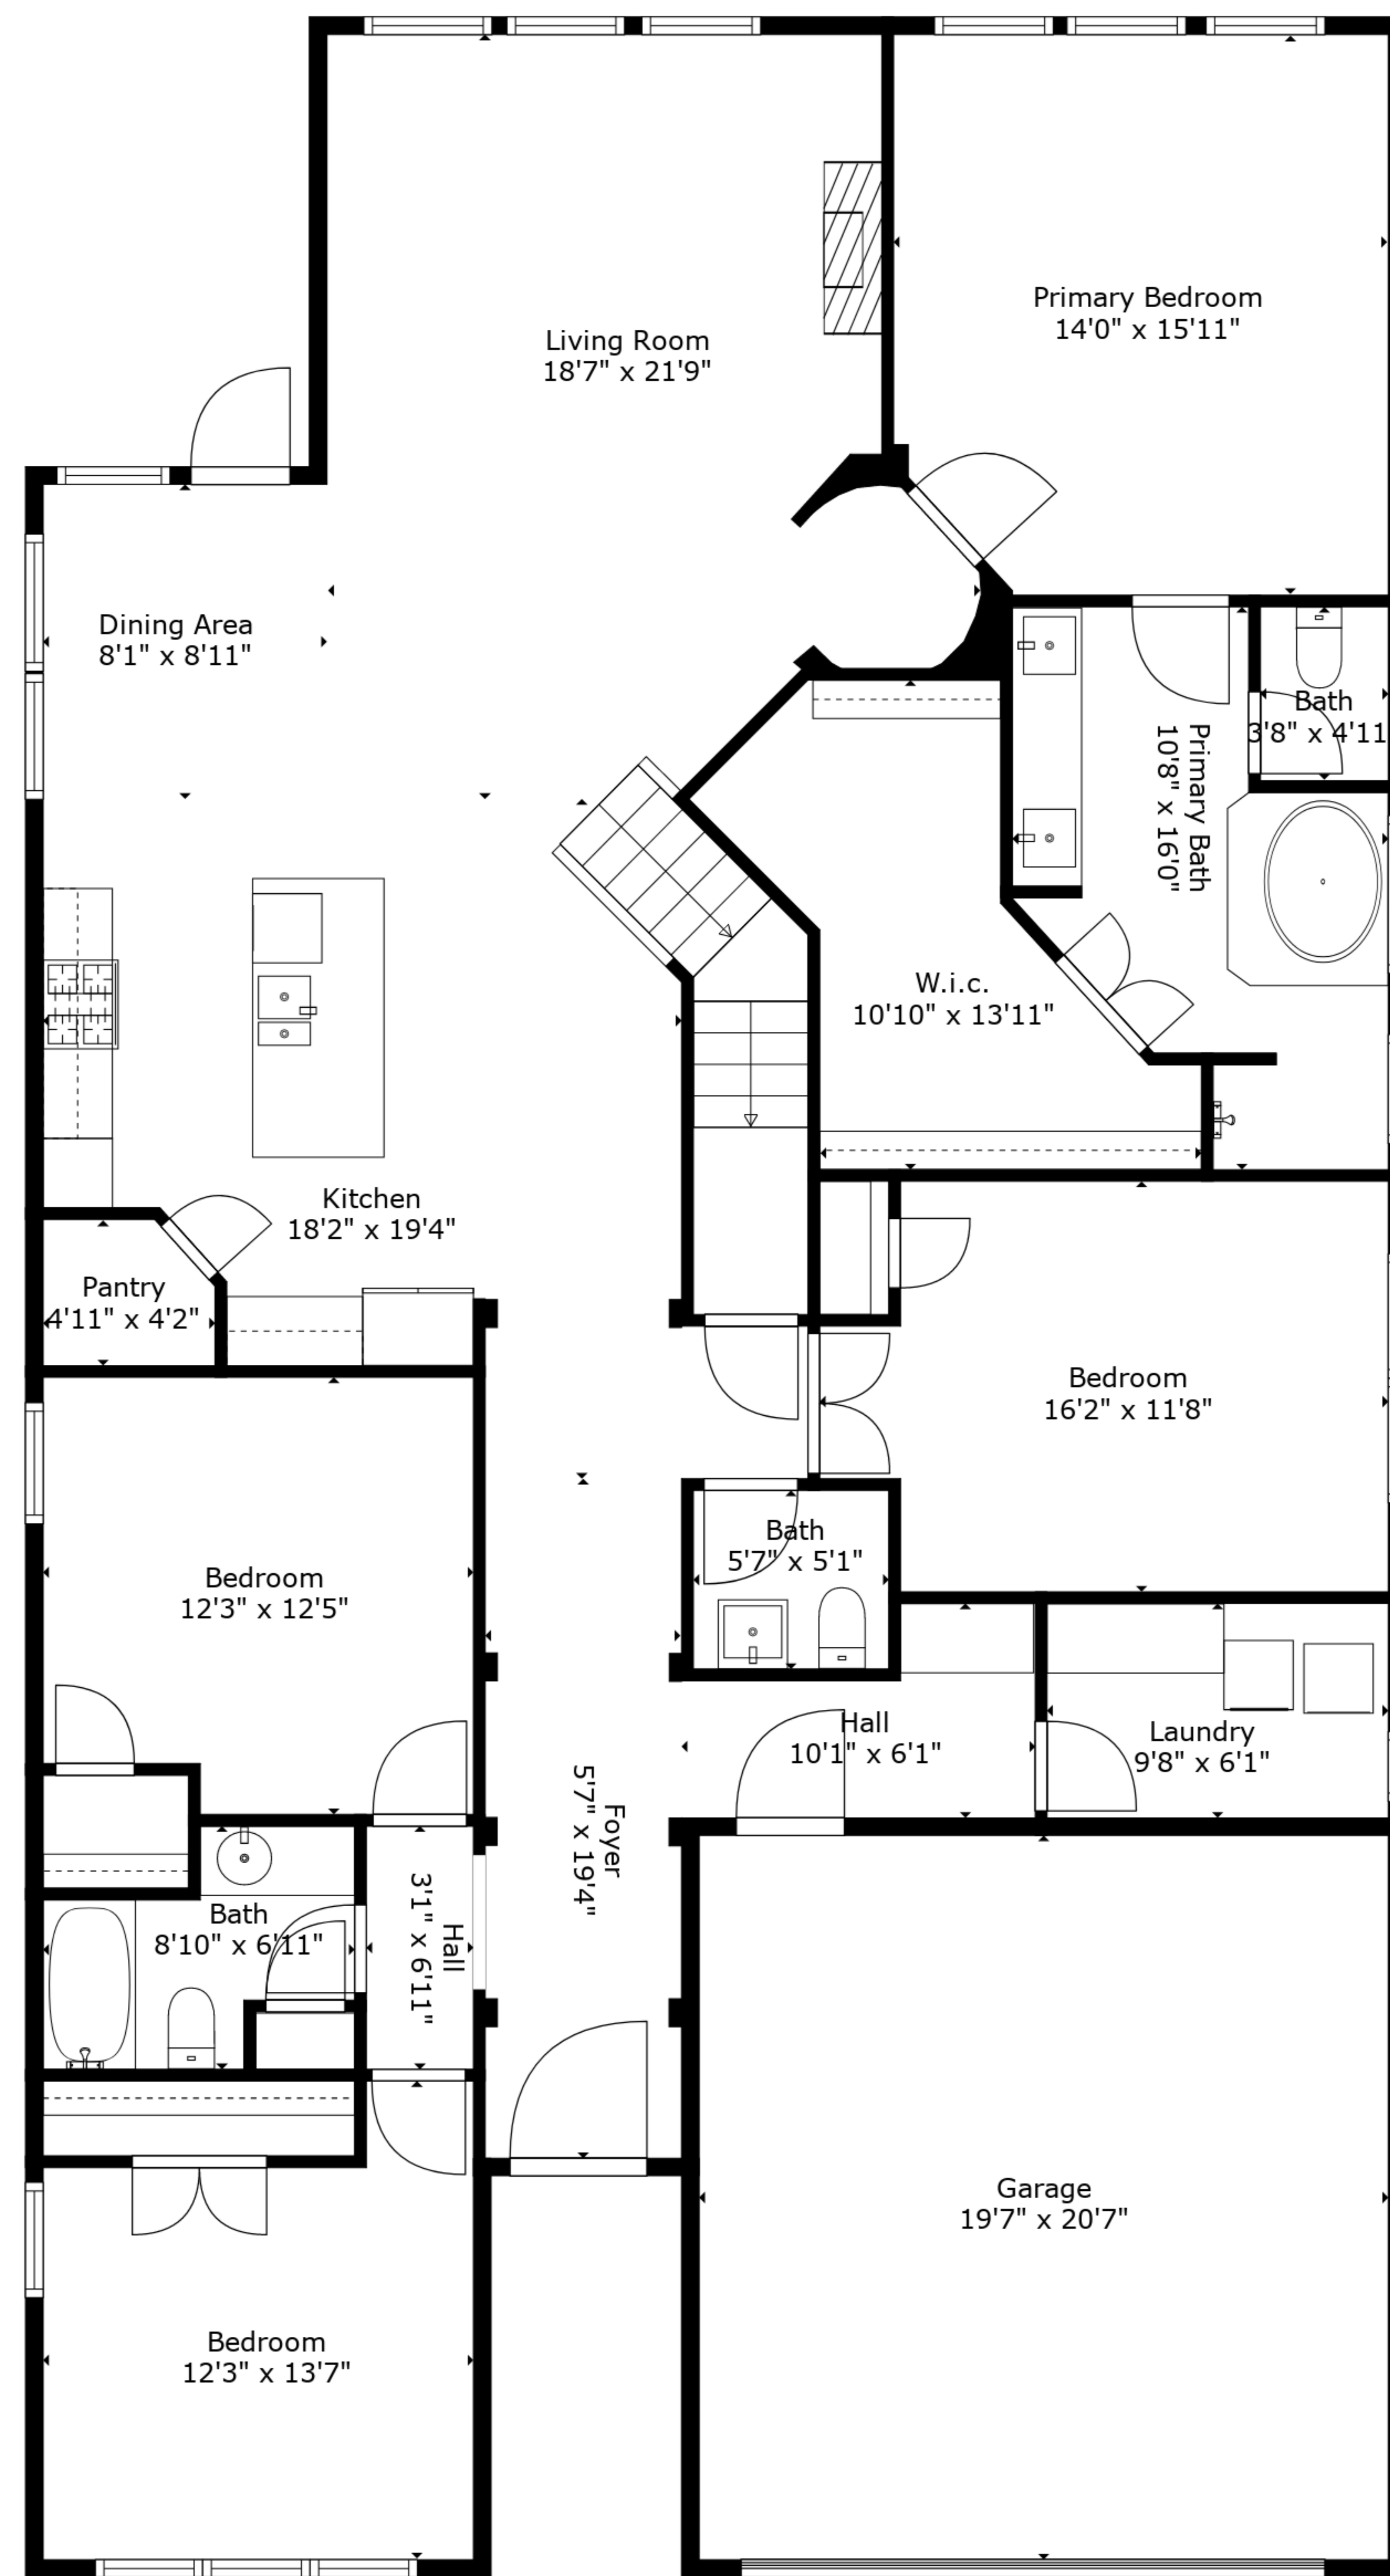 Living Room
18'7" x 21'9"
Primary Bedroom
14'0" x 15'11"
Dining Area
8'1" x 8'11"
Bath
3'8" x 4'11
Primary Bath
10'8" x 16'0"
W.i.c.
10'10" x 13'11"
Kitchen
18'2" x 19'4"
Pantry
4'11" x 4'2"
Bedroom
16'2" x 11'8"
Bath
5'7" x 5'1"
Bedroom
12'3" x 12'5"
Hall
10'1" x 6'1"
Laundry
9'8" x 6'1"
Foyer
5'7" x 19'4"
Bath
8'10" x 6'11"
Hall
3'1" x 6'11"
Garage
19'7" x 20'7"
Bedroom
12'3" x 13'7"